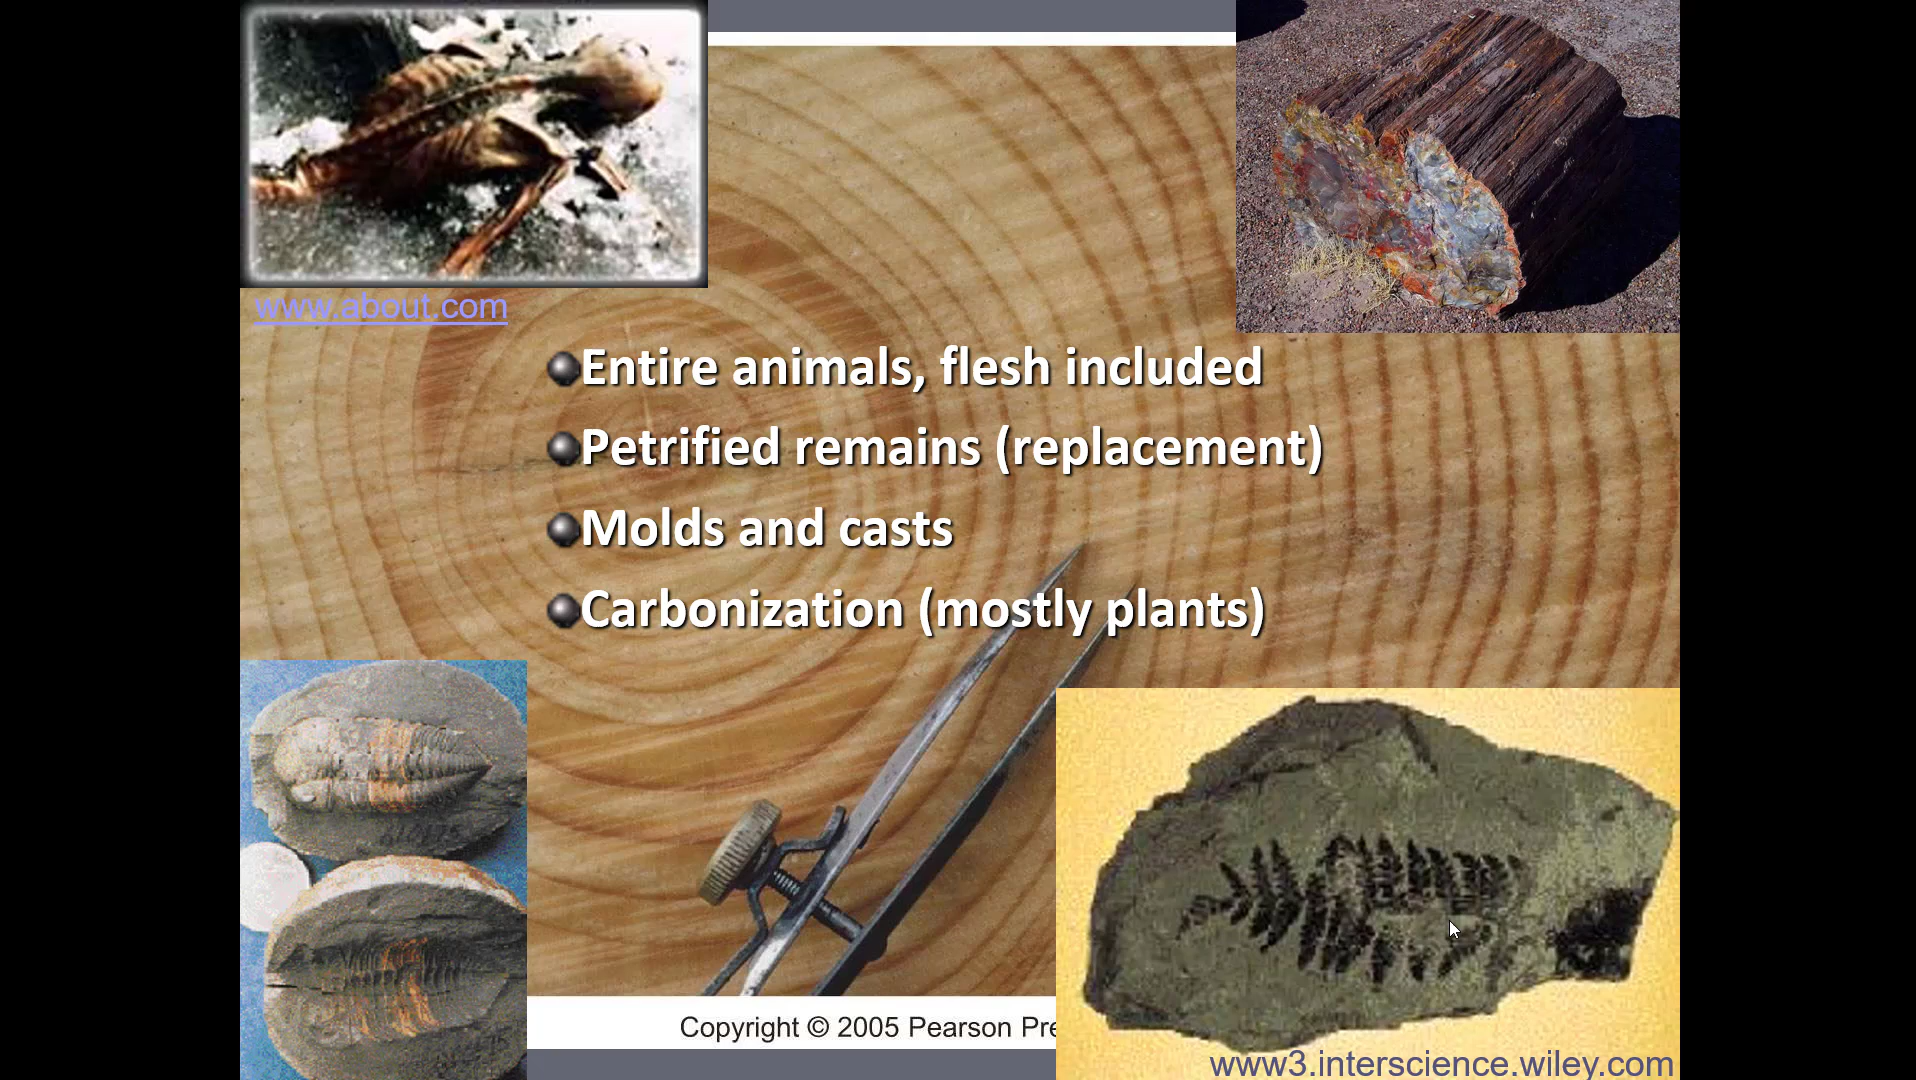 www.about.com
Entire animals, flesh included
Petrified remains (replacement)
Molds and casts
Carbonization (mostly plants)
Copyright © 2005 Pearson Pre
www3.interscience.wiley.com